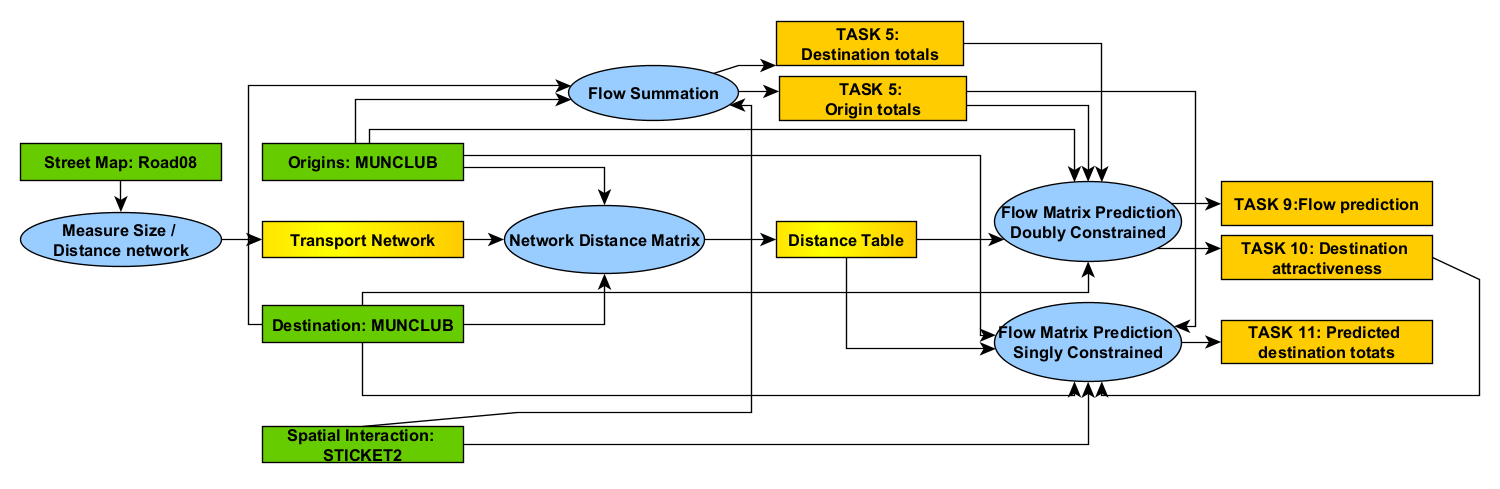 TASK 5:
Destination totals
Flow Summation
TASK 5:
Origin totals
Street Map: Road08
Origins: MUNCLUB
Measure Size /
Distance network
Transport Network
Network Distance Matrix
Distance Table
Flow Matrix Prediction
Doubly Constrained
TASK 9:Flow prediction
TASK 10: Destination
attractiveness
Destination: MUNCLUB
Flow Matrix Prediction
Singly Constrained
TASK 11: Predicted
destination totats
Spatial Interaction:
STICKET2